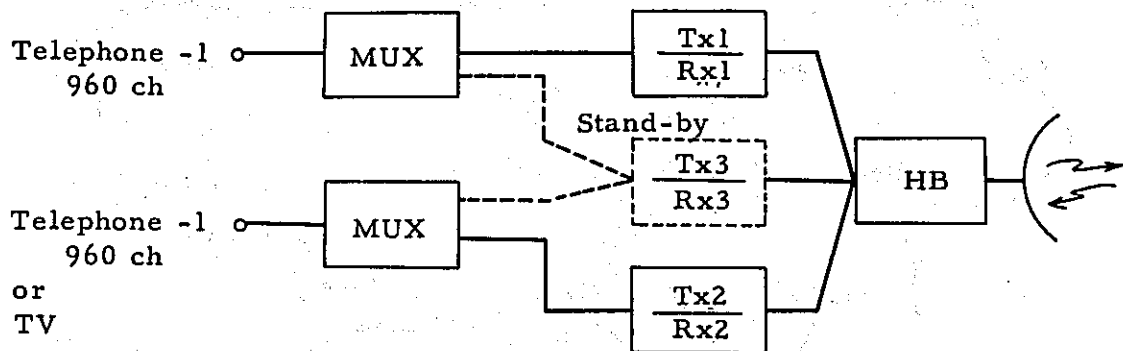 Telephone -1
960 ch
MUX
Tx1
Rx1
Stand-by
Tx3
Rx3
HB
Telephone -1
960 ch
or
TV
MUX
Tx2
Rx2